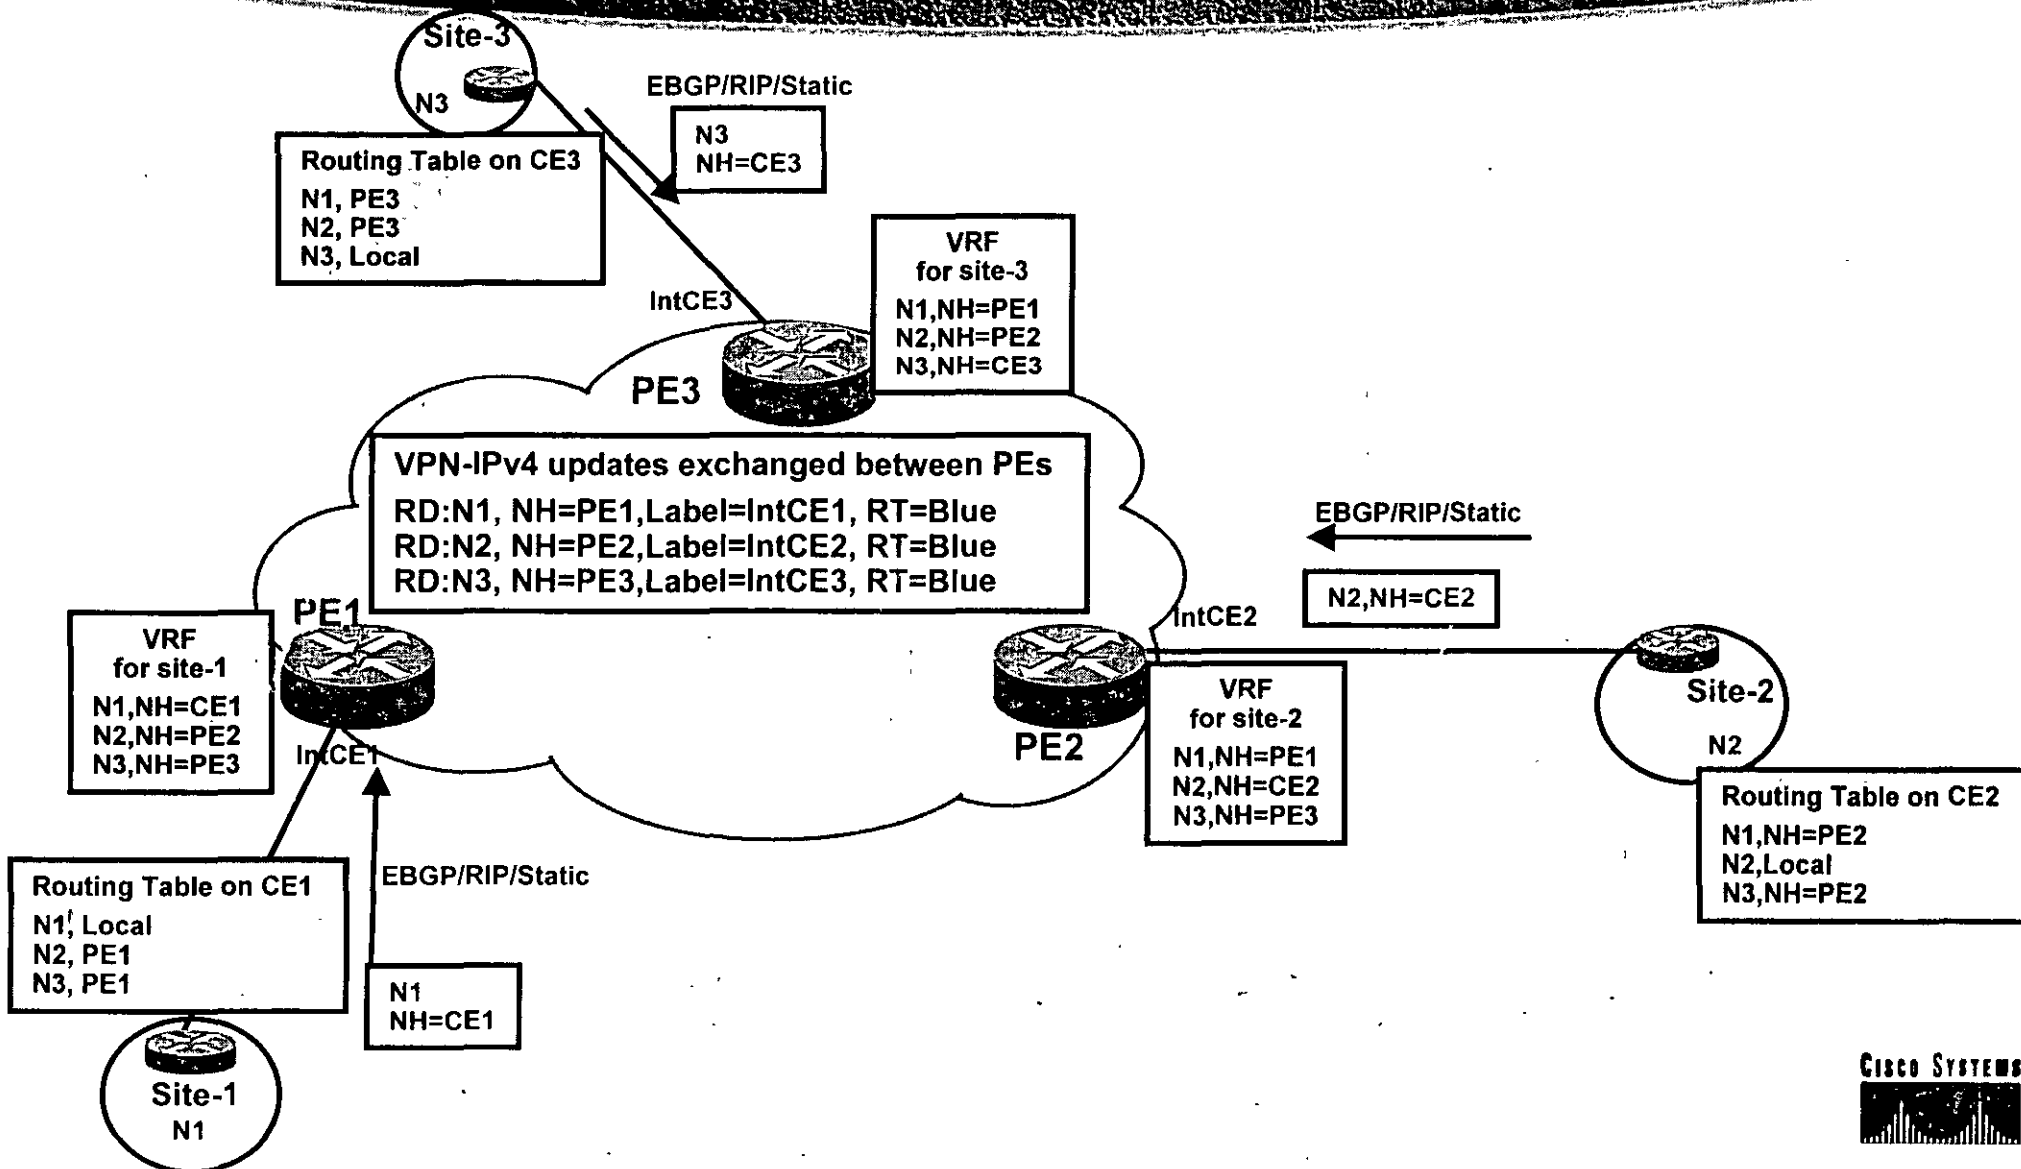 Site-3
N3
EBGP/RIP/Static
N3
NH=CE3
Routing Table on CE3
N1, PE3
N2, PE3
N3, Local
IntCE3
VRF
for site-3
N1,NH=PE1
N2,NH=PE2
N3,NH=CE3
PE3
VPN-IPv4 updates exchanged between PEs
RD:N1, NH=PE1,Label=IntCE1, RT=Blue
RD:N2, NH=PE2,Label=IntCE2, RT=Blue
RD:N3, NH=PE3,Label=IntCE3, RT=Blue
EBGP/RIP/Static
N2,NH=CE2
IntCE2
PE1
VRF
for site-1
N1,NH=CE1
N2,NH=PE2
N3,NH=PE3
IntCE1
PE2
VRF
for site-2
N1,NH=PE1
N2,NH=CE2
N3,NH=PE3
Site-2
N2
Routing Table on CE2
N1,NH=PE2
N2,Local
N3,NH=PE2
EBGP/RIP/Static
Routing Table on CE1
N1, Local
N2, PE1
N3, PE1
N1
NH=CE1
Site-1
N1
CISCO SYSTEMS